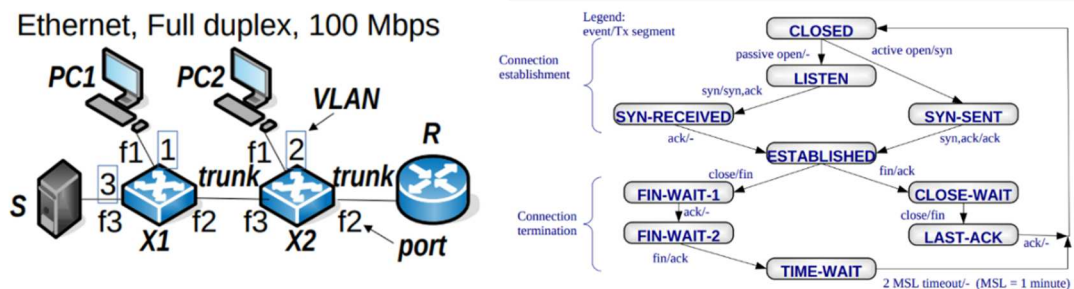 Ethernet, Full duplex, 100 Mbps
PC1
PC2
VLAN
R
f1
1
f1
2
S
3
trunk
trunk
f3
f2
f3
f2
X1
X2
port
Legend:
event/Tx segment
Connection
establishment
CLOSED
passive open/-
active open/syn
LISTEN
syn/syn,ack
SYN-RECEIVED
SYN-SENT
ack/-
syn,ack/ack
ESTABLISHED
close/fin
fin/ack
Connection
termination
FIN-WAIT-1
CLOSE-WAIT
ack/-
close/fin
FIN-WAIT-2
LAST-ACK
ack/-
fin/ack
TIME-WAIT
2 MSL timeout/- (MSL = 1 minute)